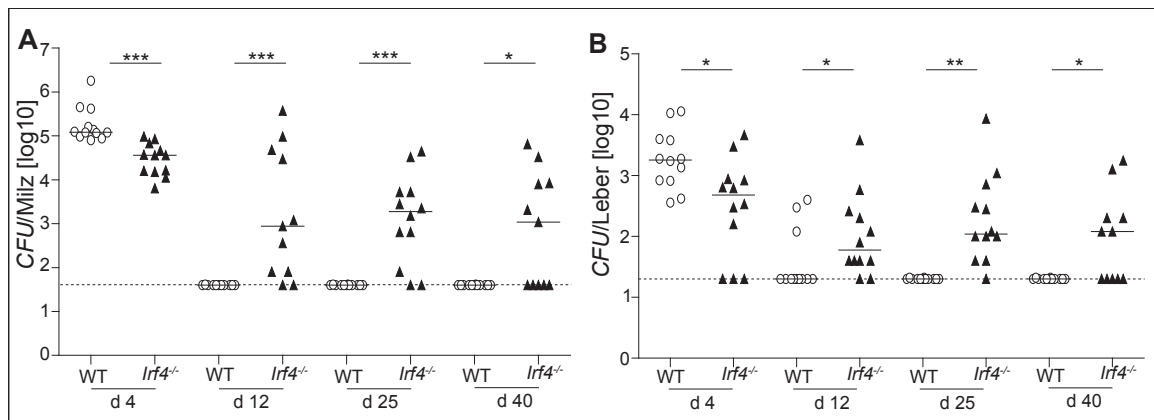 A
CFU/Milz [log10]
7
6
5
4
3
2
1
0
*** *** *** *
WT Irf4-/- WT Irf4-/- WT Irf4-/- WT Irf4-/-
d 4 d 12 d 25 d 40
B
CFU/Leber [log10]
5
4
3
2
1
0
* * ** *
WT Irf4-/- WT Irf4-/- WT Irf4-/- WT Irf4-/-
d 4 d 12 d 25 d 40